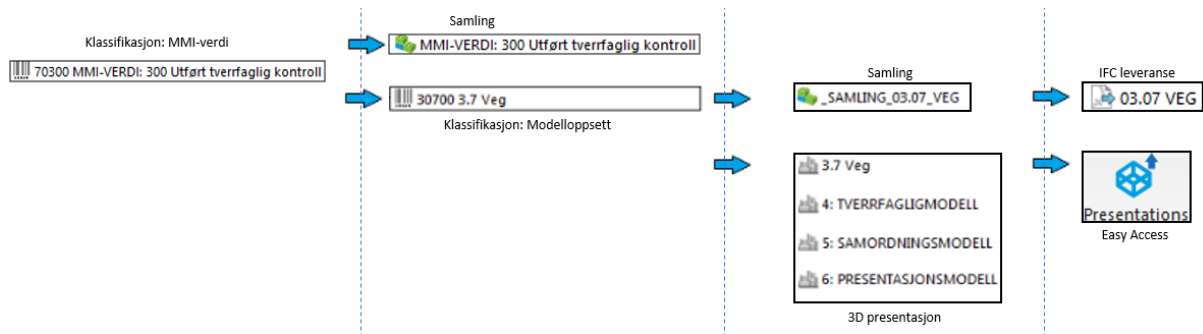 Klassifikasjon: MMI-verdi
70300 MMI-VERDI: 300 Utført tverrfaglig kontroll
Samling
MMI-VERDI: 300 Utført tverrfaglig kontroll
30700 3.7 Veg
Klassifikasjon: Modelloppsett
Samling
_SAMLING_03.07_VEG
3.7 Veg
4: TVERRFAGLIGMODELL
5: SAMORDNINGSMODELL
6: PRESENTASJONSMODELL
3D presentasjon
IFC leveranse
03.07 VEG
Presentations
Easy Access